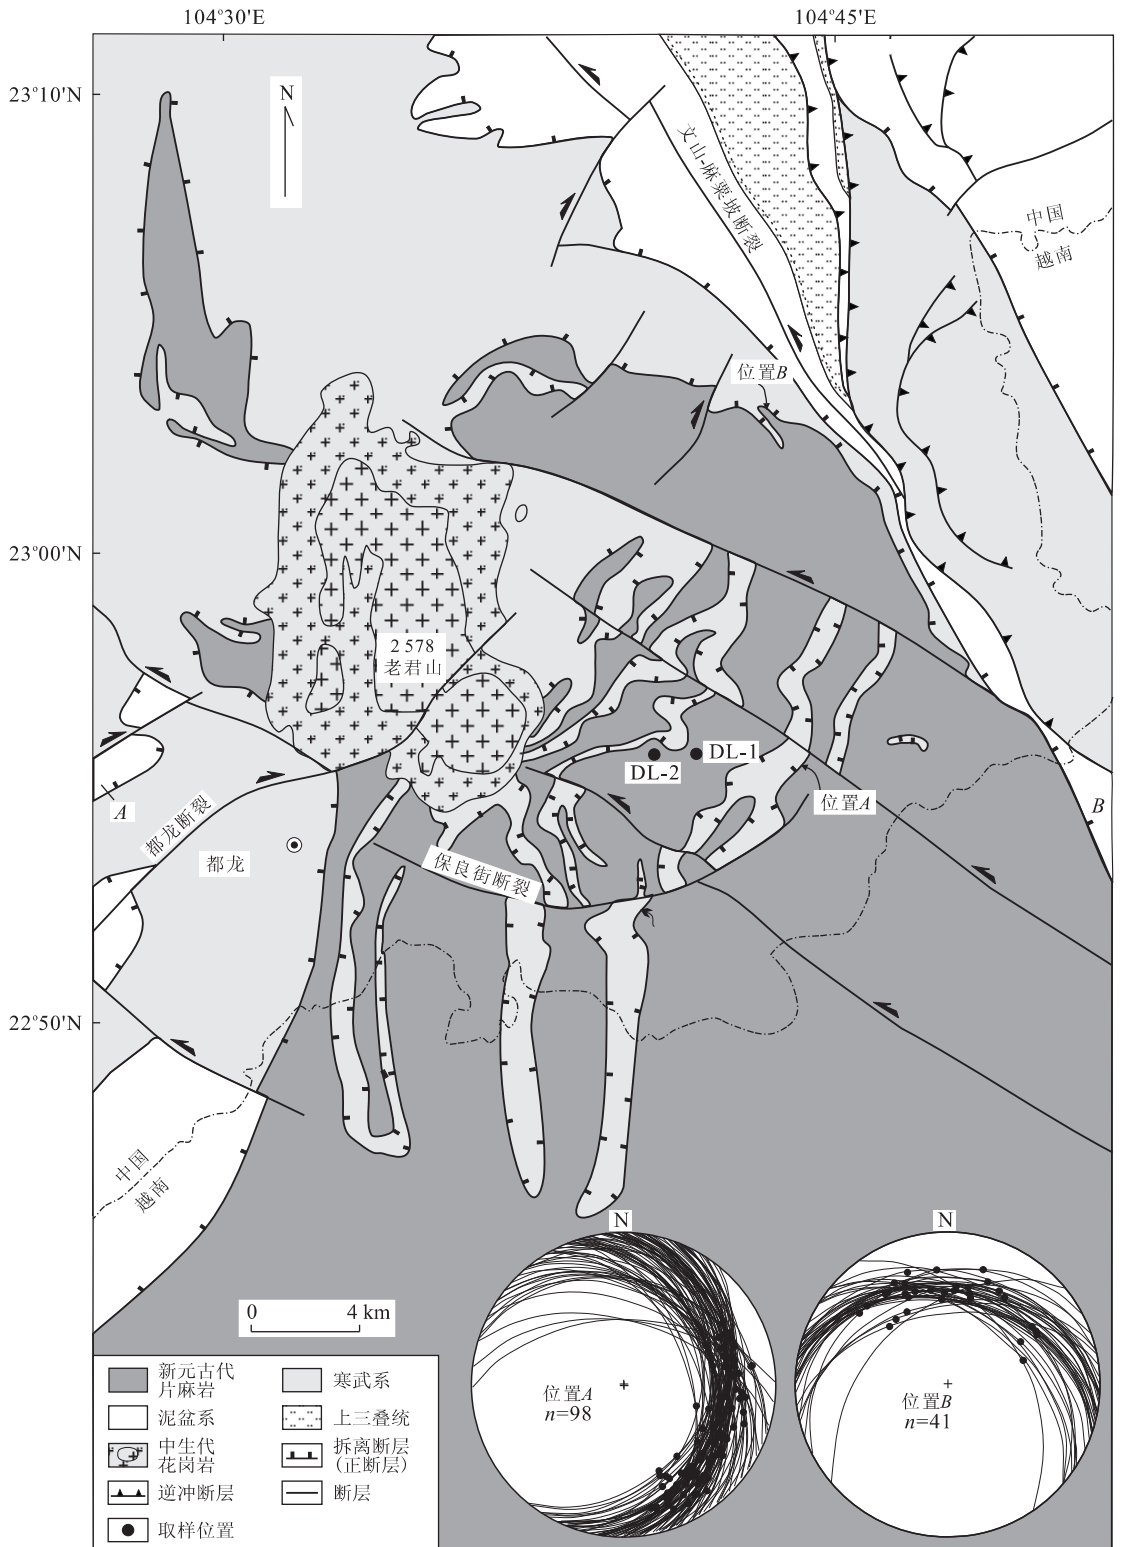 104°30'E
104°45'E
23°10'N
N
文山-麻栗坡断裂
中国
越南
位置B
23°00'N
2 578
老君山
DL-1
DL-2
位置A
A
B
都龙断裂
都龙
保良街断裂
22°50'N
中国
越南
N
N
0 4 km
位置A
n=98
位置B
n=41
新元古代
片麻岩
寒武系
泥盆系
上三叠统
中生代
花岗岩
拆离断层
(正断层)
逆冲断层
断层
取样位置